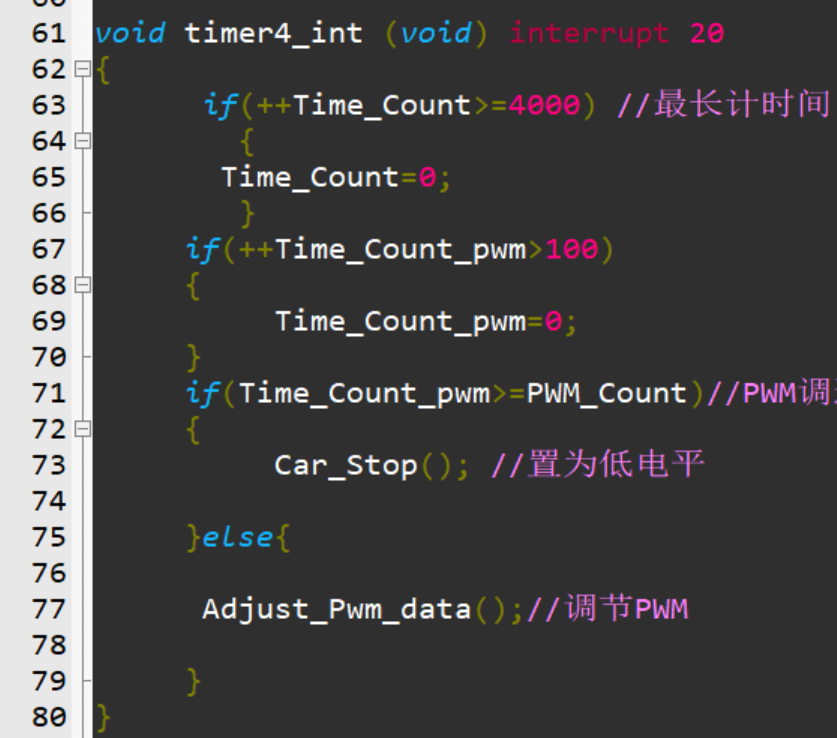 61 void timer4_int (void) interrupt 20
62 {
63 if(++Time_Count>=4000) //最长计时间
64 {
65 Time_Count=0;
66 }
67 if(++Time_Count_pwm>100)
68 {
69 Time_Count_pwm=0;
70 }
71 if(Time_Count_pwm>=PWM_Count)//PWM调
72 {
73 Car_Stop(); //置为低电平
74
75 }else{
76
77 Adjust_Pwm_data();//调节PWM
78
79 }
80 }